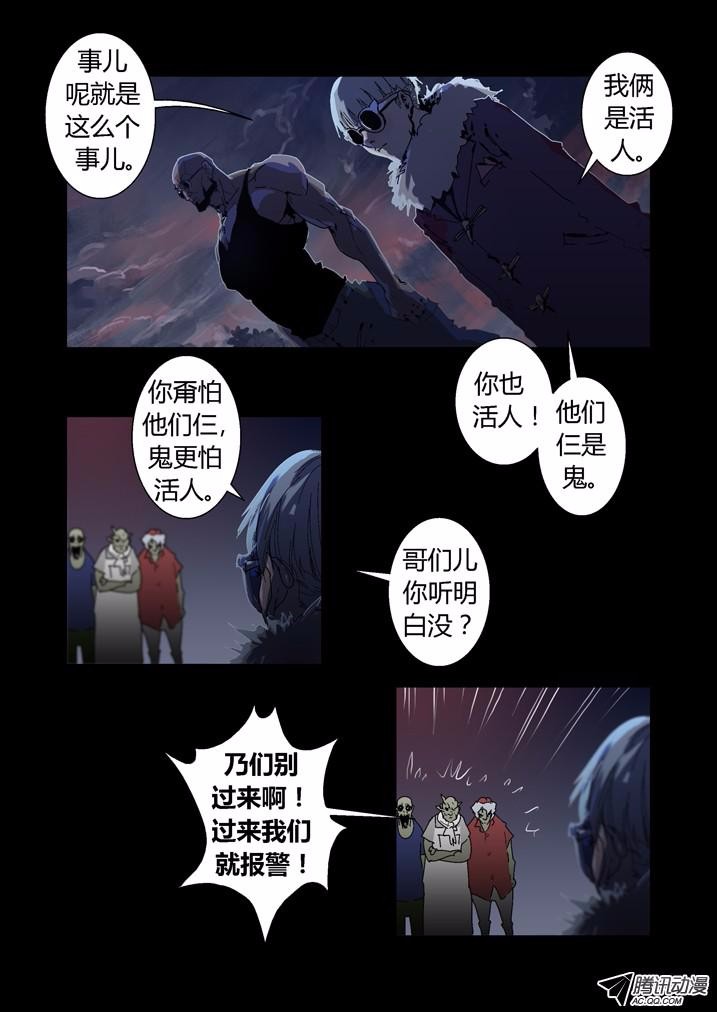 事儿
呢就是
这么个
事儿。
我俩
是活
人。
你也
活人！
他们
仨是
鬼。
你甭怕
他们仨，
鬼更怕
活人。
哥们儿
你听明
白没？
乃们别
过来啊！
过来我们
就报警！
腾讯动漫